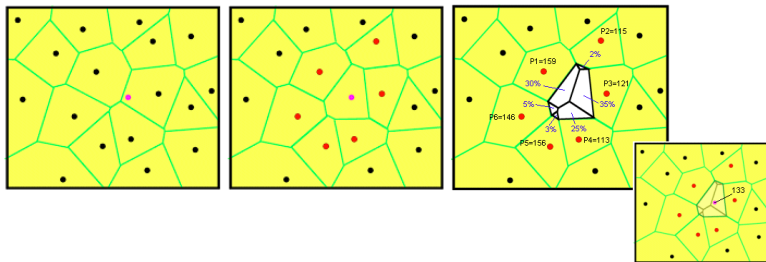 P2=115
2%
P1=159
30%
P3=121
35%
5%
P6=146
3%
25%
P4=113
P5=156
133